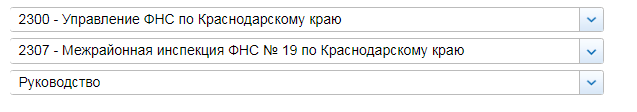 2300 - Управление ФНС по Краснодарскому краю
2307 - Межрайонная инспекция ФНС № 19 по Краснодарскому краю
Руководство